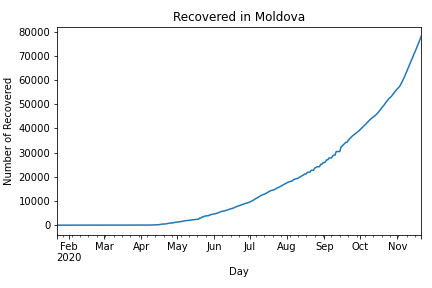 Recovered in Moldova
80000
70000
60000
50000
40000
30000
20000
10000
0
Number of Recovered
Feb Mar Apr May Jun Jul Aug Sep Oct Nov
2020
Day